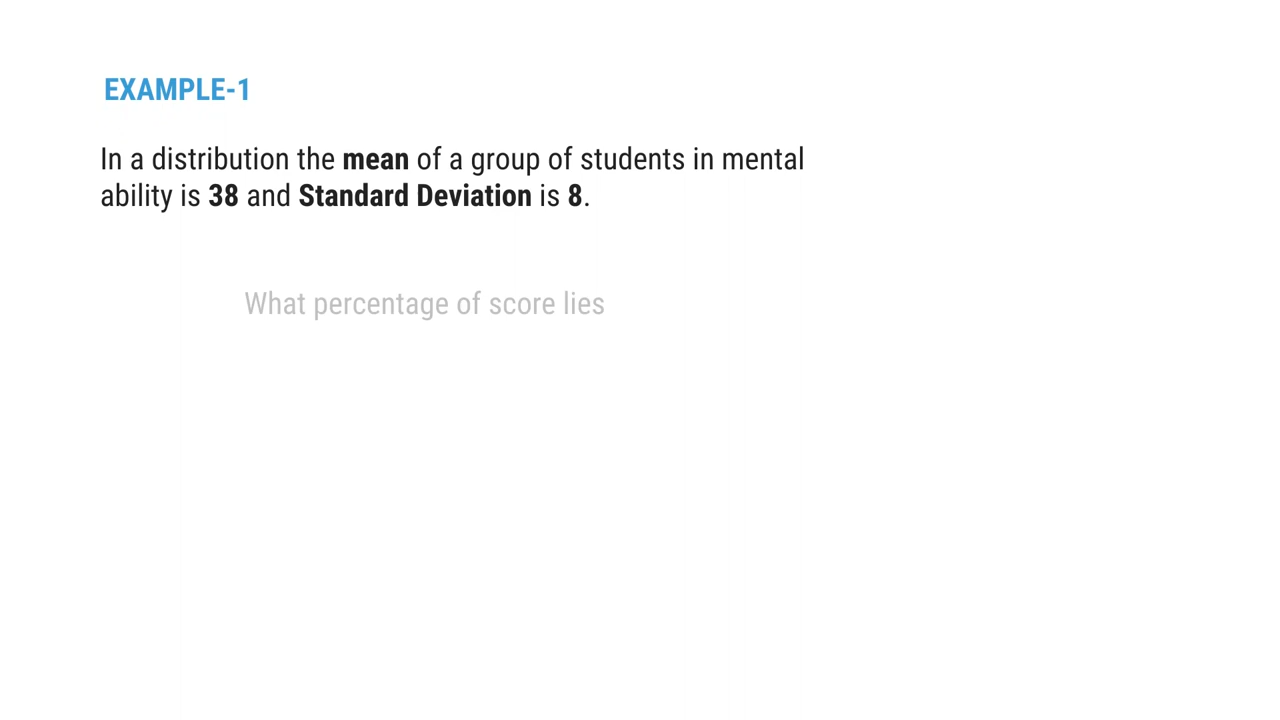 EXAMPLE-1
In a distribution the mean of a group of students in mental
ability is 38 and Standard Deviation is 8.
What percentage of score lies